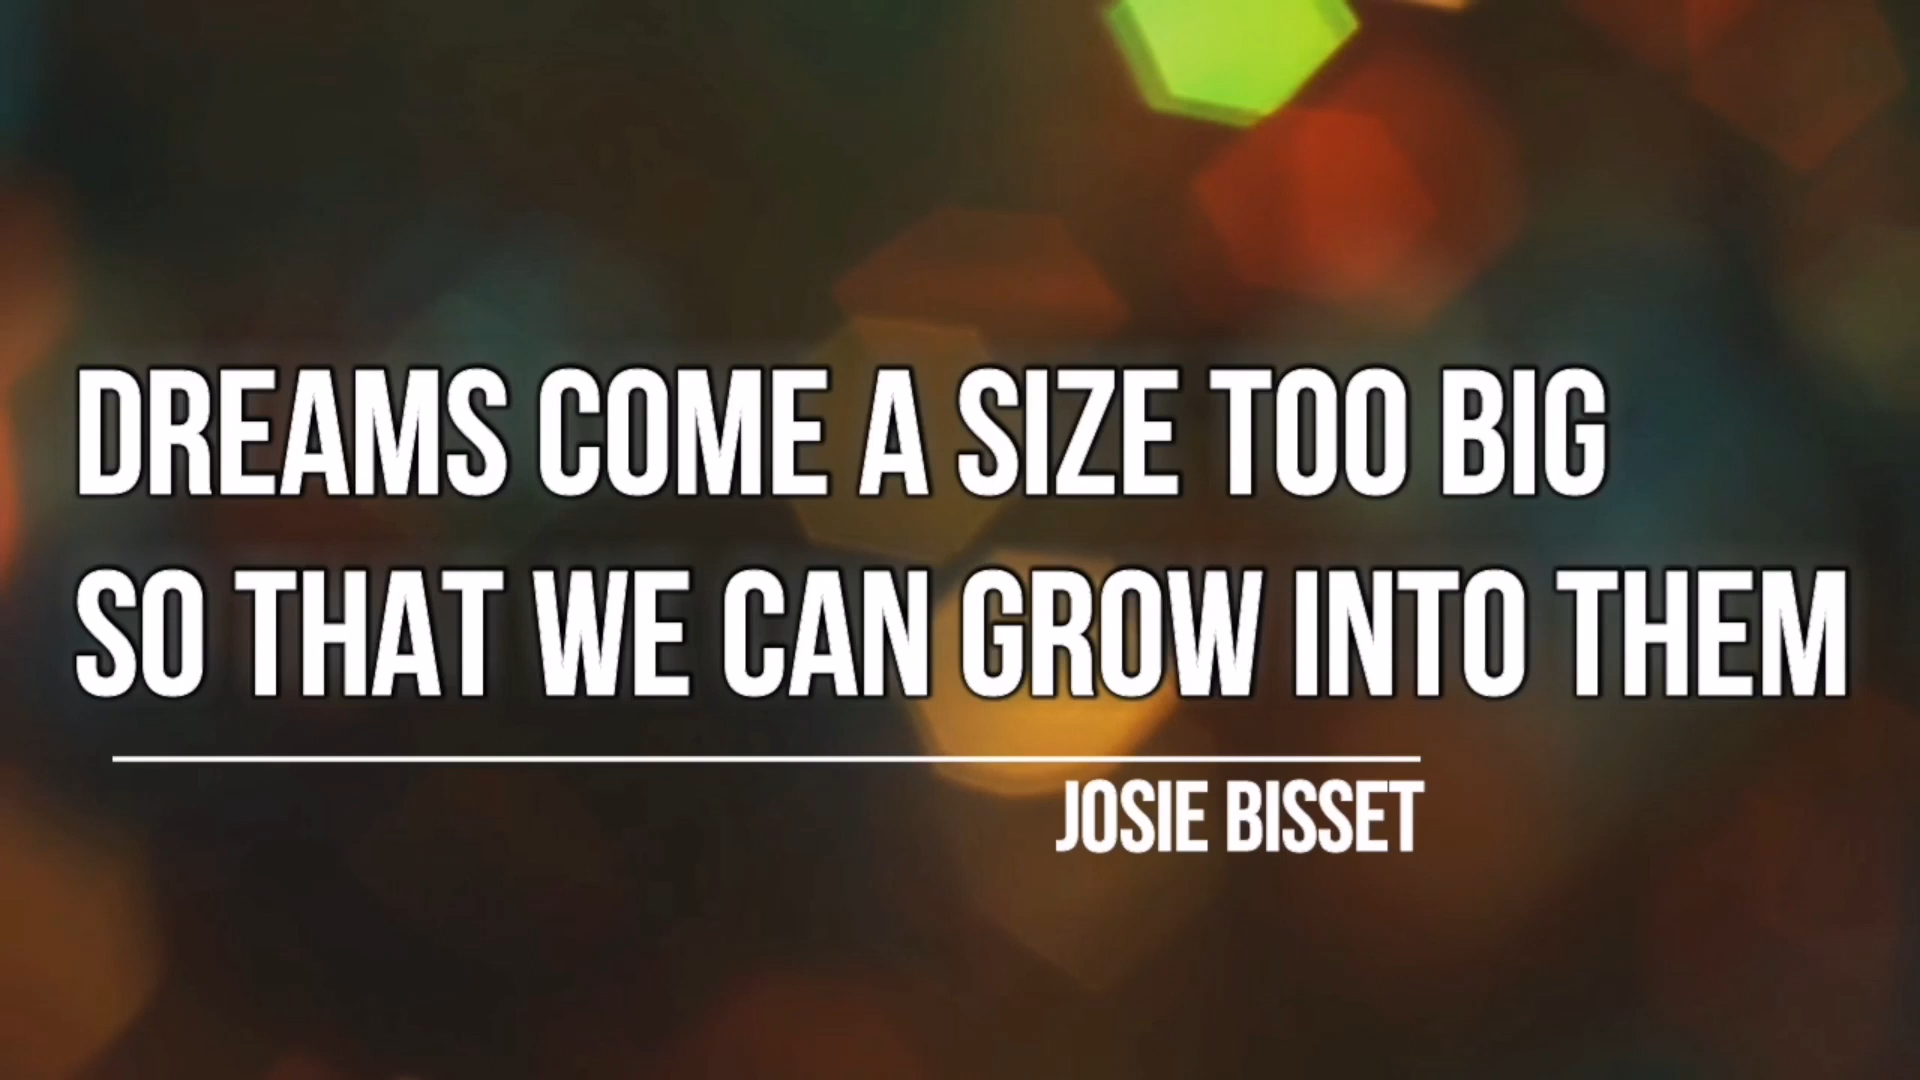 DREAMS COME A SIZE TOO BIG
SO THAT WE CAN GROW INTO THEM
JOSIE BISSET